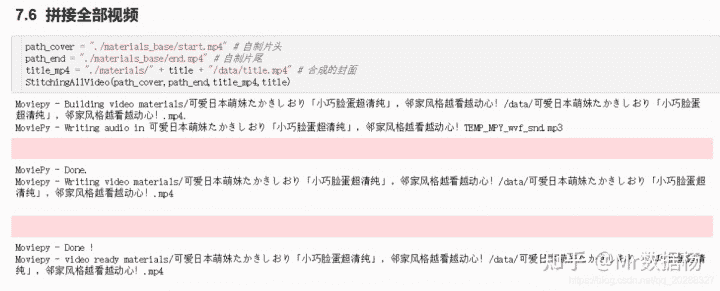 7.6 拼接全部视频
path_cover = "./materials_base/start.mp4" # 自制片头
path_end = "./materials_base/end.mp4" # 自制片尾
title_mp4 = "./materials/" + title + "/data/title.mp4" # 合成的封面
StitchingAllVideo(path_cover,path_end,title_mp4,title)
Moviepy - Building video materials/可爱日本萌妹たかきしおり「小巧脸蛋超清纯」，邻家风格越看越动心！/data/可爱日本萌妹たかきしおり「小巧脸蛋超清纯」，邻家风格越看越动心！.mp4.
MoviePy - Writing audio in 可爱日本萌妹たかきしおり「小巧脸蛋超清纯」，邻家风格越看越动心！TEMP_MPY_wvf_snd.mp3
MoviePy - Done.
Moviepy - Writing video materials/可爱日本萌妹たかきしおり「小巧脸蛋超清纯」，邻家风格越看越动心！/data/可爱日本萌妹たかきしおり「小巧脸蛋超清纯」，邻家风格越看越动心！.mp4
Moviepy - Done !
Moviepy - video ready materials/可爱日本萌妹たかきしおり「小巧脸蛋超清纯」，邻家风格越看越动心！/data/可爱日本萌妹たかきしおり「小巧脸蛋超清纯」，邻家风格越看越动心！.mp4
知乎 @Mr数据杨